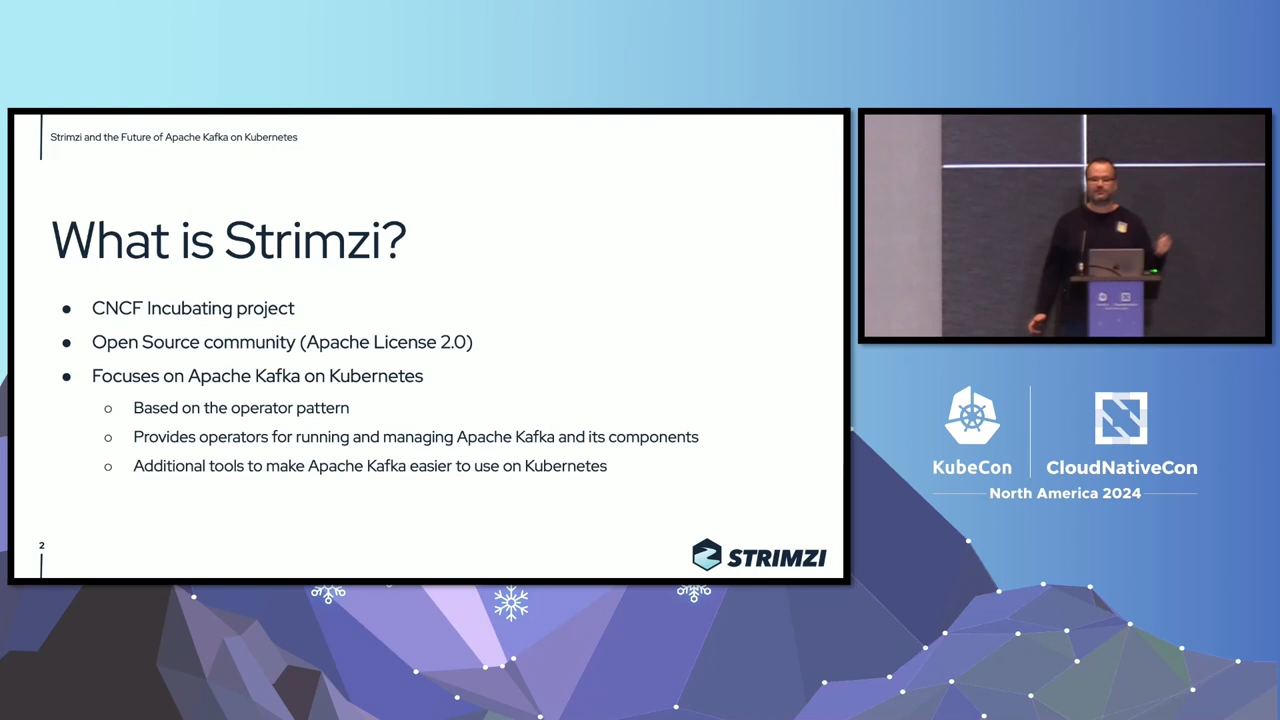 Strimzi and the Future of Apache Kafka on Kubernetes
What is Strimzi?
● CNCF Incubating project
● Open Source community (Apache License 2.0)
● Focuses on Apache Kafka on Kubernetes
○ Based on the operator pattern
○ Provides operators for running and managing Apache Kafka and its components
○ Additional tools to make Apache Kafka easier to use on Kubernetes
2
STRIMZI
KubeCon
CloudNativeCon
North America 2024